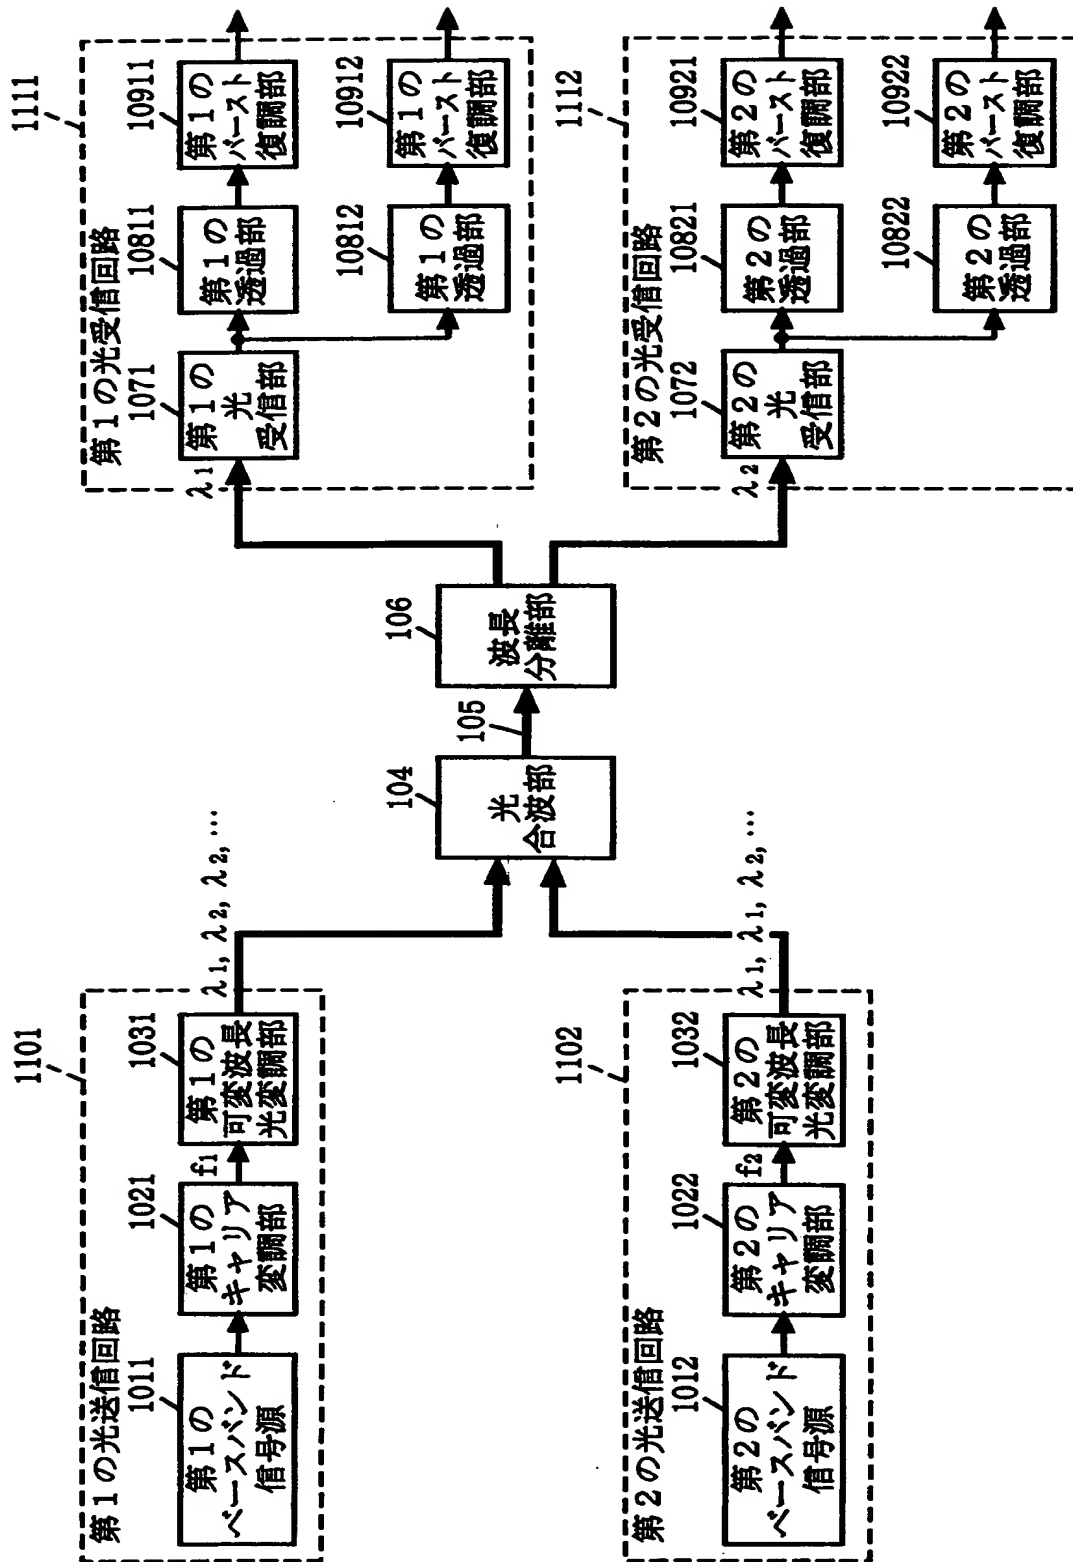 1101
第1の光送信回路
1011
第1の
ベースバンド
信号源
1021
第1の
キャリア
変調部
f1
1031
第1の
可変波長
光変調部
λ1, λ2, λ2, …
1102
第2の光送信回路
1012
第2の
ベースバンド
信号源
1022
第2の
キャリア
変調部
f2
1032
第2の
可変波長
光変調部
λ1, λ1, λ2, …
104
光
合波部
105
106
波長
分離部
1111
第1の光受信回路
λ1
1071
第1の
光
受信部
10811
第1の
透過部
10911
第1の
バースト
復調部
10812
第1の
透過部
10912
第1の
バースト
復調部
1112
第2の光受信回路
λ2
1072
第2の
光
受信部
10821
第2の
透過部
10921
第2の
バースト
復調部
10822
第2の
透過部
10922
第2の
バースト
復調部